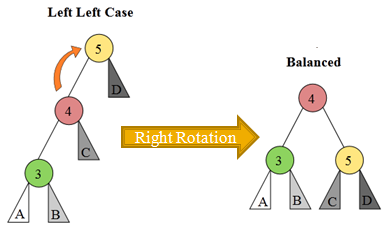 Left Left Case
5
D
4
C
3
A
B
Right Rotation
Balanced
4
3
5
A
B
C
D